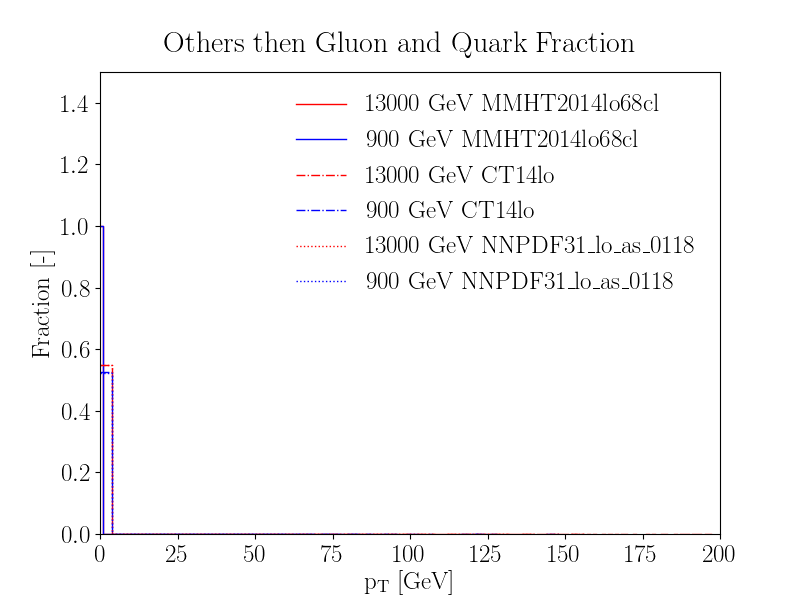 Others then Gluon and Quark Fraction
1.4
1.2
1.0
0.8
0.6
0.4
0.2
0.0
Fraction [-]
13000 GeV MMHT2014lo68cl
900 GeV MMHT2014lo68cl
13000 GeV CT14lo
900 GeV CT14lo
13000 GeV NNPDF31_lo_as_0118
900 GeV NNPDF31_lo_as_0118
0 25 50 75 100 125 150 175 200
pT [GeV]